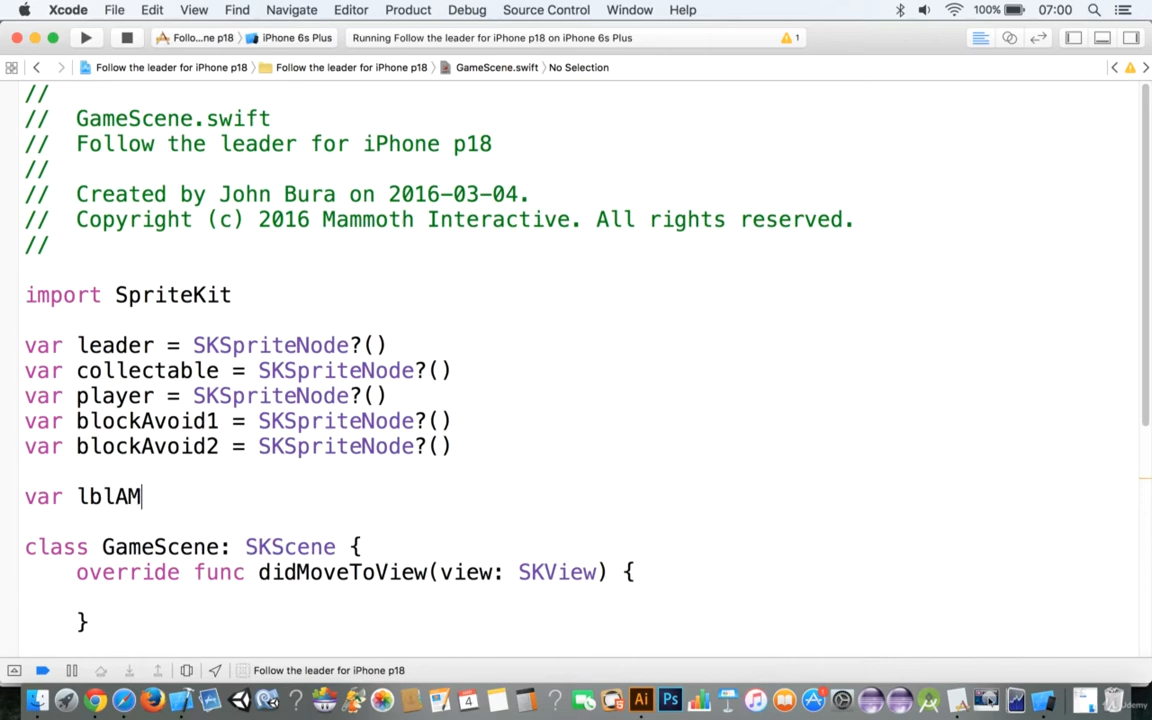 Xcode File Edit View Find Navigate Editor Product Debug Source Control Window Help 100% 07:00
Follo...ne p18 iPhone 6s Plus Running Follow the leader for iPhone p18 on iPhone 6s Plus 1
Follow the leader for iPhone p18 Follow the leader for iPhone p18 GameScene.swift No Selection
//
// GameScene.swift
// Follow the leader for iPhone p18
//
// Created by John Bura on 2016-03-04.
// Copyright (c) 2016 Mammoth Interactive. All rights reserved.
//
import SpriteKit
var leader = SKSpriteNode?()
var collectable = SKSpriteNode?()
var player = SKSpriteNode?()
var blockAvoid1 = SKSpriteNode?()
var blockAvoid2 = SKSpriteNode?()
var lblAM
class GameScene: SKScene {
override func didMoveToView(view: SKView) {
}
Follow the leader for iPhone p18
Ai Ps 4 5
Udemy